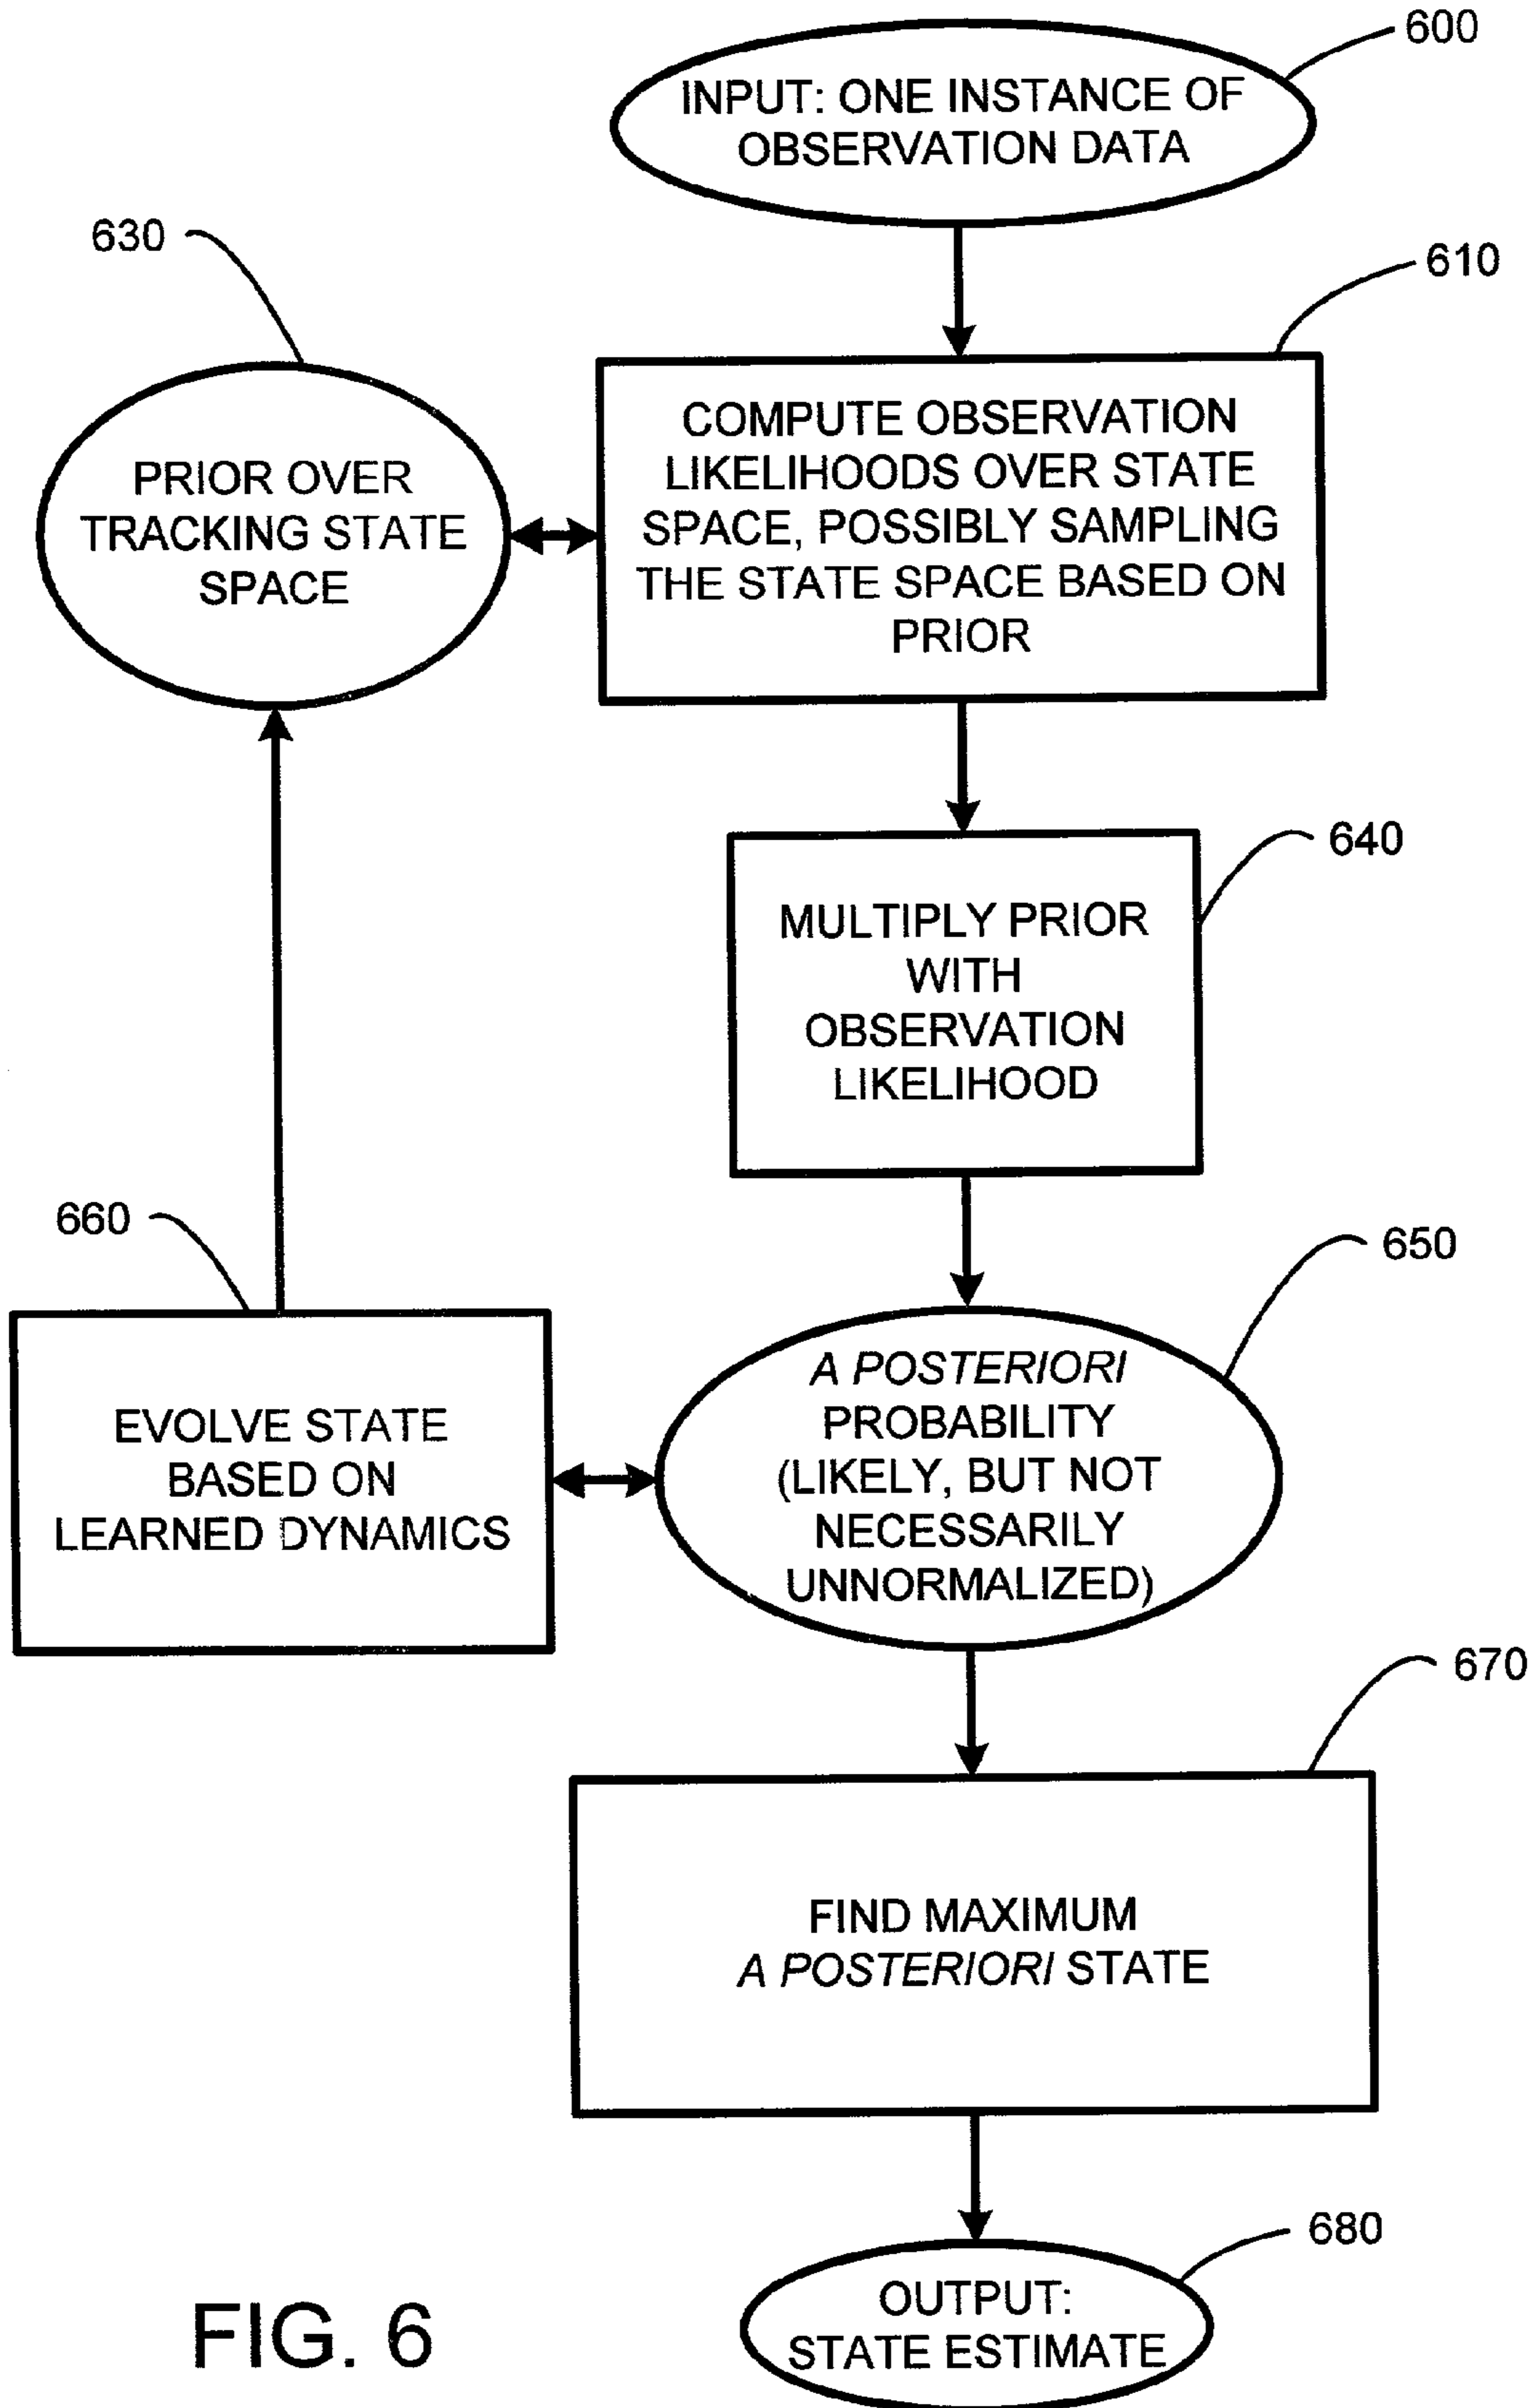 600
INPUT: ONE INSTANCE OF
OBSERVATION DATA
630
610
PRIOR OVER
TRACKING STATE
SPACE
COMPUTE OBSERVATION
LIKELIHOODS OVER STATE
SPACE, POSSIBLY SAMPLING
THE STATE SPACE BASED ON
PRIOR
640
MULTIPLY PRIOR
WITH
OBSERVATION
LIKELIHOOD
660
650
EVOLVE STATE
BASED ON
LEARNED DYNAMICS
A POSTERIORI
PROBABILITY
(LIKELY, BUT NOT
NECESSARILY
UNNORMALIZED)
670
FIND MAXIMUM
A POSTERIORI STATE
680
OUTPUT:
STATE ESTIMATE
FIG. 6